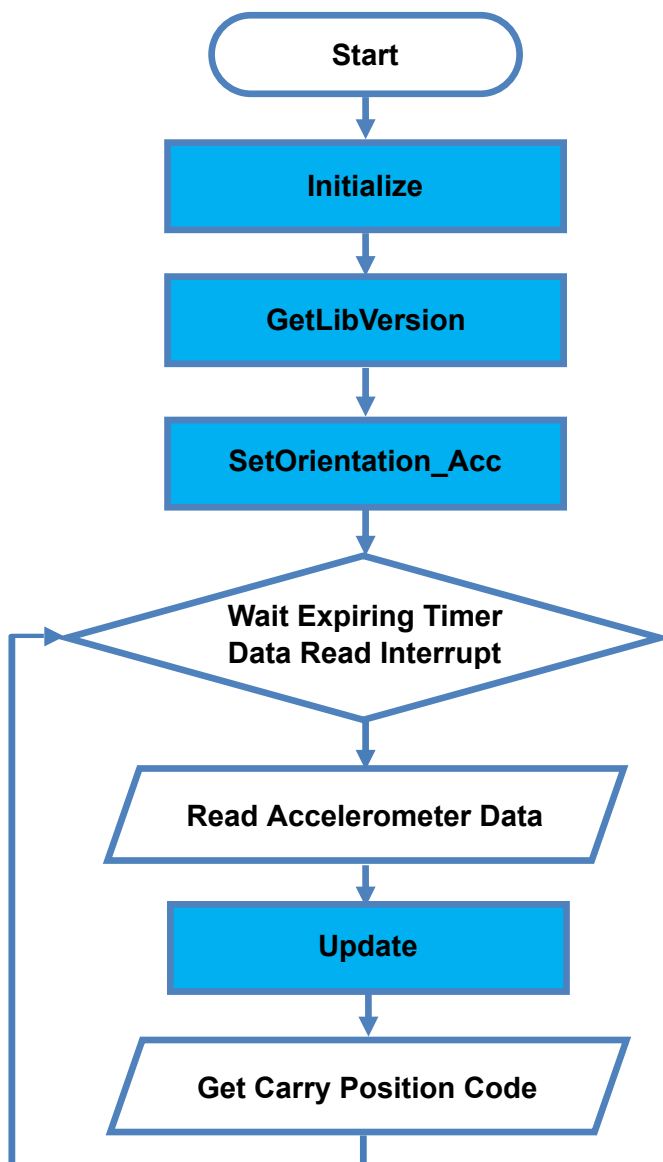 Start
Initialize
GetLibVersion
SetOrientation_Acc
Wait Expiring Timer
Data Read Interrupt
Read Accelerometer Data
Update
Get Carry Position Code